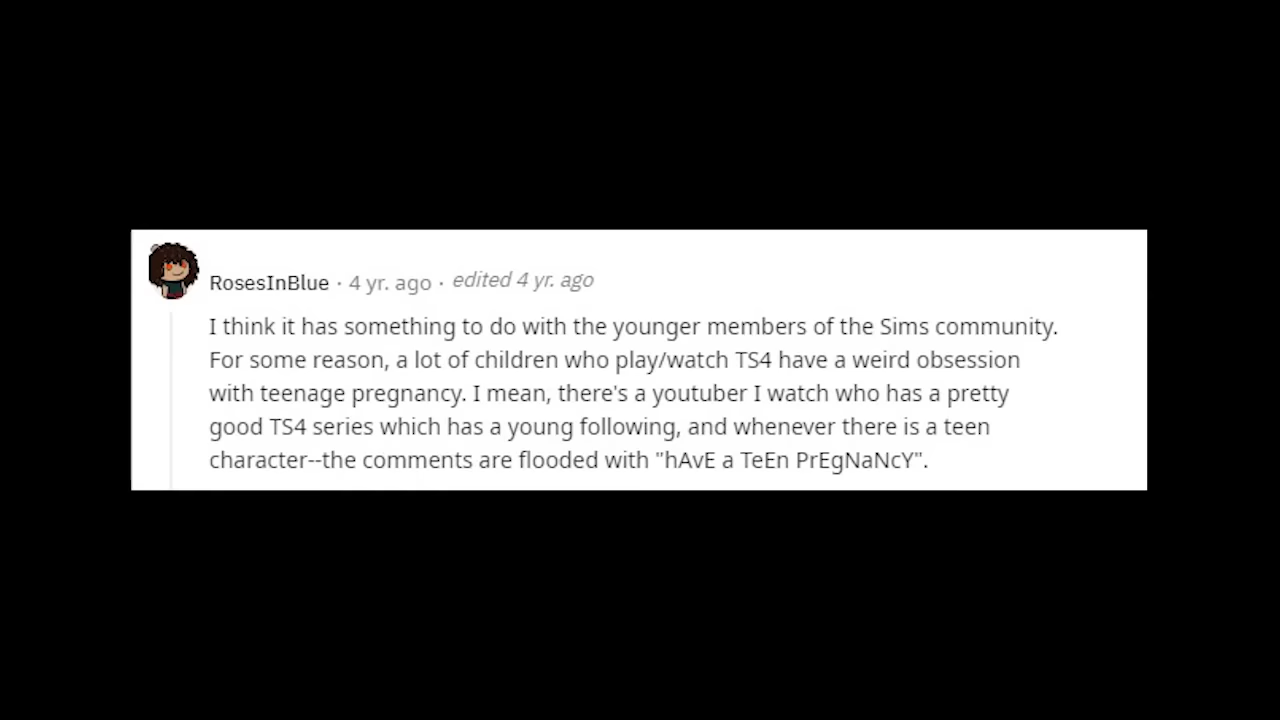 RosesInBlue · 4 yr. ago · edited 4 yr. ago
I think it has something to do with the younger members of the Sims community.
For some reason, a lot of children who play/watch TS4 have a weird obsession
with teenage pregnancy. I mean, there's a youtuber I watch who has a pretty
good TS4 series which has a young following, and whenever there is a teen
character--the comments are flooded with "hAvE a TeEn PrEgNaNcY".